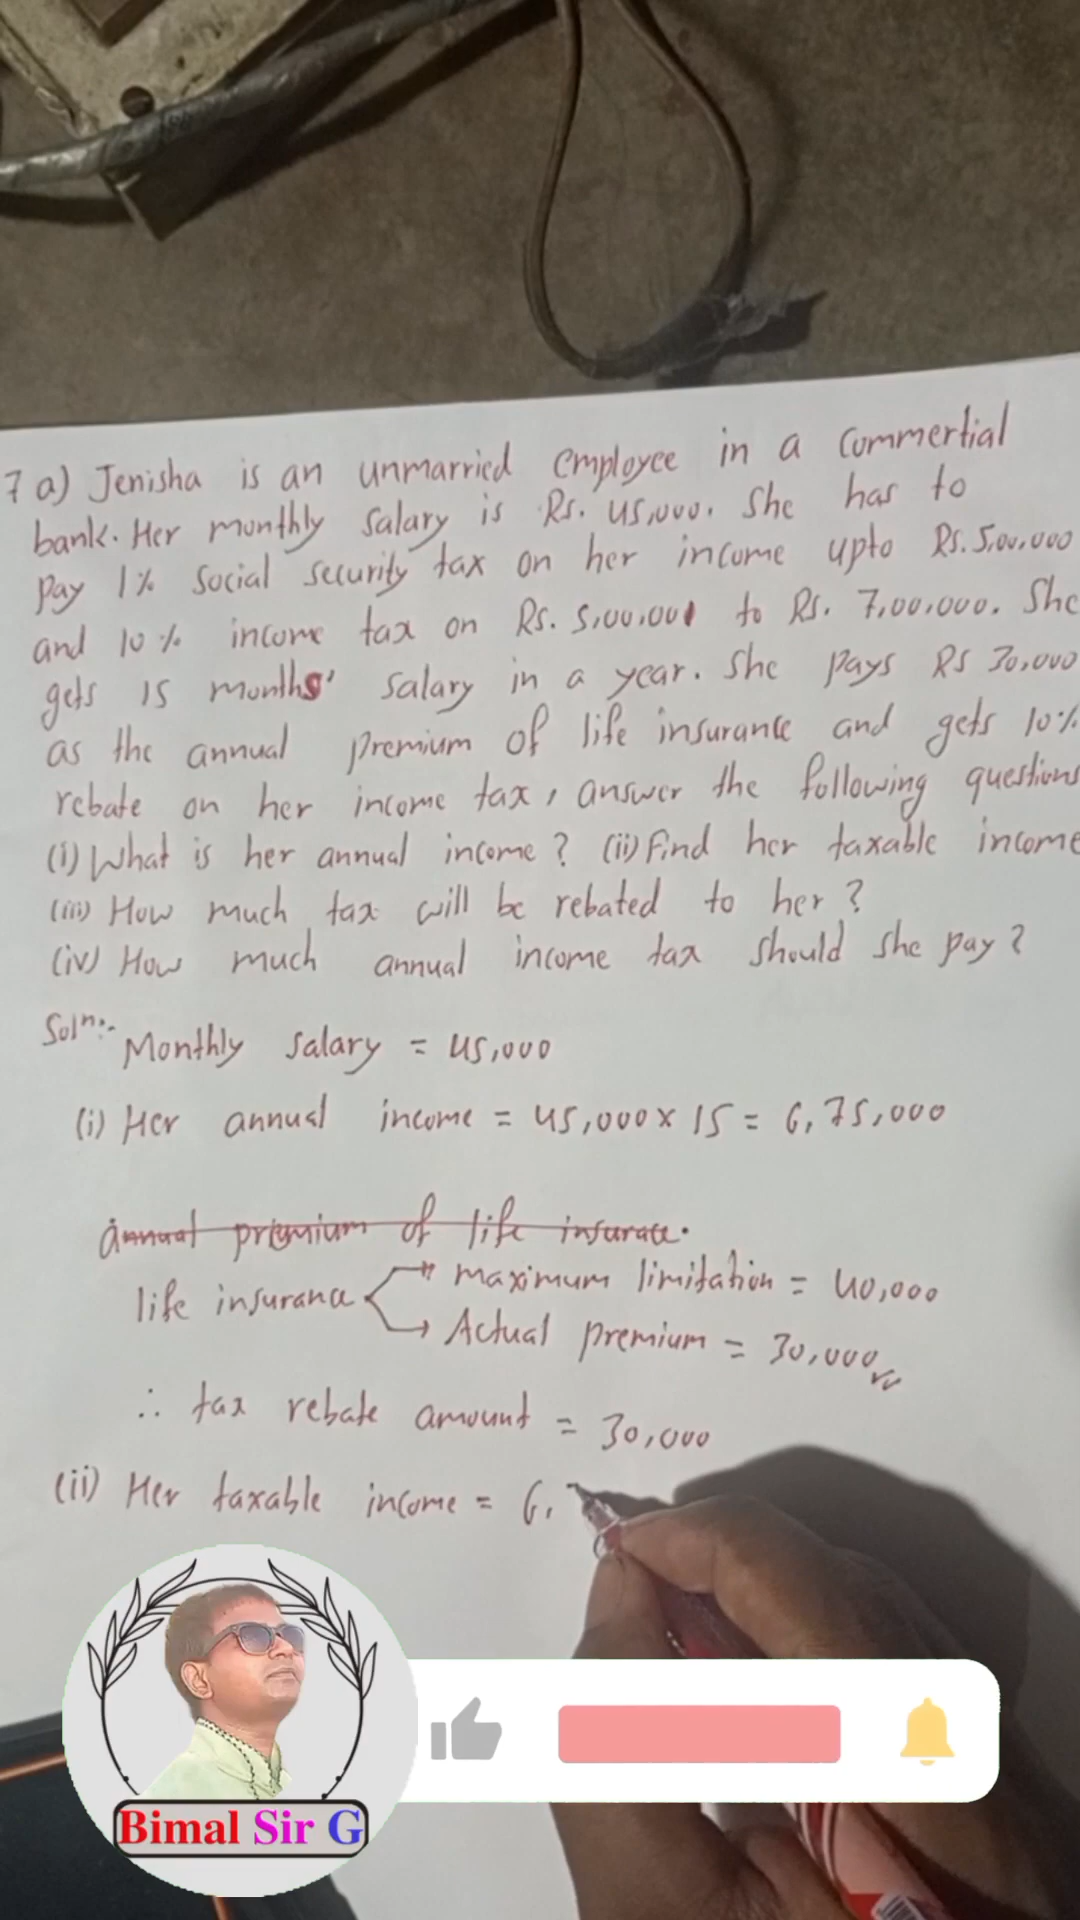 7 a) Jenisha is an unmarried employee in a commertial
bank. Her monthly salary is Rs. 45,000. She has to
pay 1% social security tax on her income upto Rs. 5,00,000
and 10% income tax on Rs. 5,00,001 to Rs. 7,00,000. She
gets 15 months' salary in a year. She pays RS 30,000
as the annual premium of life insurance and gets 10%
rebate on her income tax, answer the following questions
(i) What is her annual income? (ii) Find her taxable income
(iii) How much tax will be rebated to her?
(iv) How much annual income tax should she pay?
Solⁿ:- Monthly salary = 45,000
(i) Her annual income = 45,000 x 15 = 6,75,000
annual premium of life insurace.
life insurance → maximum limitation = 40,000
→ Actual premium = 30,000
∴ tax rebate amount = 30,000
(ii) Her taxable income = 6,7
Bimal Sir G